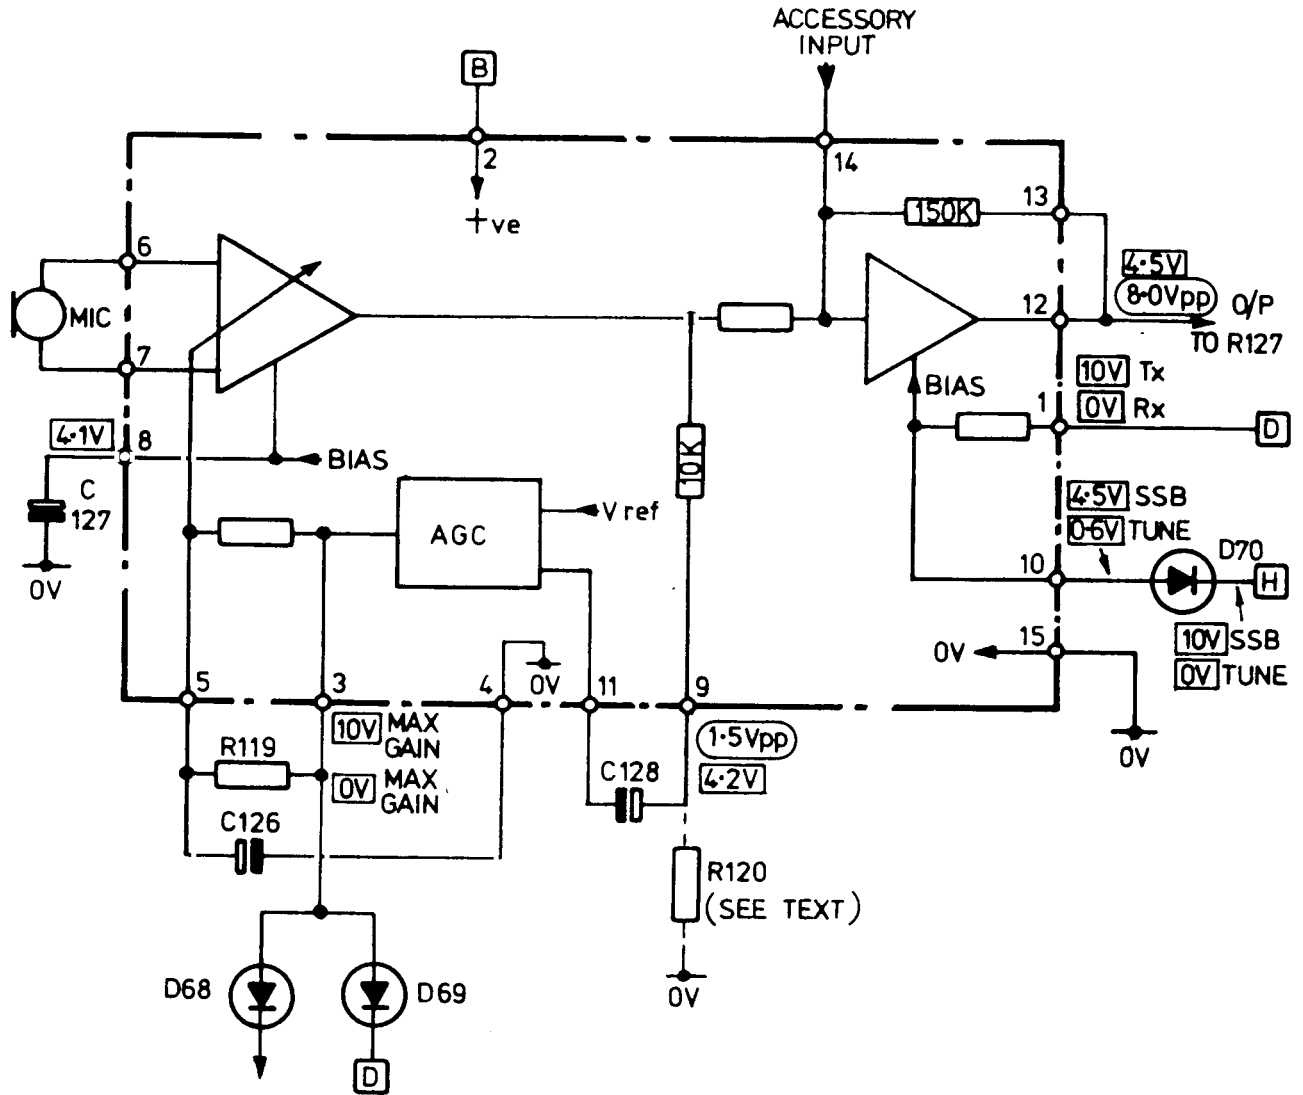 ACCESSORY
INPUT
B
2
14
+ve
13
150K
6
4.5V
8.0Vpp
O/P
TO R127
12
MIC
7
10V Tx
0V Rx
BIAS
1
D
4.1V
8
BIAS
10K
C
127
0V
AGC
V ref
4.5V SSB
0.6V TUNE
D70
10
H
10V SSB
0V TUNE
0V
15
0V
5
3
4
0V
11
9
10V MAX
GAIN
R119
0V MAX
GAIN
1.5Vpp
4.2V
C128
C126
R120
(SEE TEXT)
0V
D68
D69
D